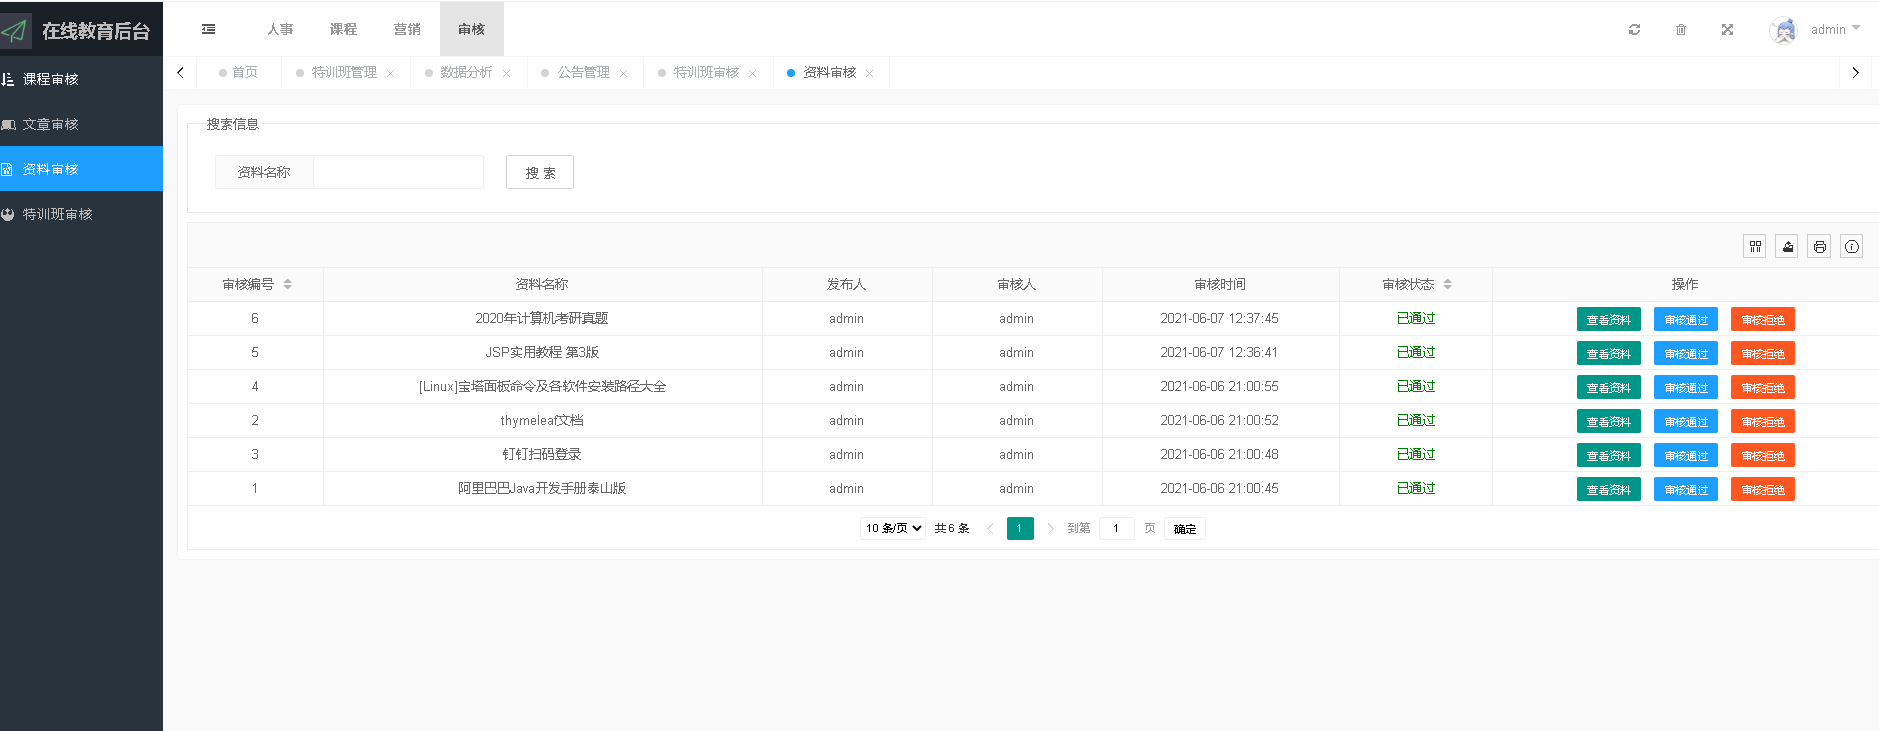 在线教育后台
人事 课程 营销 审核 admin
课程审核
文章审核
资料审核
特训班审核
首页 特训班管理 数据分析 公告管理 特训班审核 资料审核
搜索信息
资料名称 搜 索
审核编号 资料名称 发布人 审核人 审核时间 审核状态 操作
6 2020年计算机考研真题 admin admin 2021-06-07 12:37:45 已通过 查看资料 审核通过 审核拒绝
5 JSP实用教程 第3版 admin admin 2021-06-07 12:36:41 已通过 查看资料 审核通过 审核拒绝
4 [Linux]宝塔面板命令及各软件安装路径大全 admin admin 2021-06-06 21:00:55 已通过 查看资料 审核通过 审核拒绝
2 thymeleaf文档 admin admin 2021-06-06 21:00:52 已通过 查看资料 审核通过 审核拒绝
3 钉钉扫码登录 admin admin 2021-06-06 21:00:48 已通过 查看资料 审核通过 审核拒绝
1 阿里巴巴Java开发手册泰山版 admin admin 2021-06-06 21:00:45 已通过 查看资料 审核通过 审核拒绝
10 条/页 共 6 条 1 到第 1 页 确定